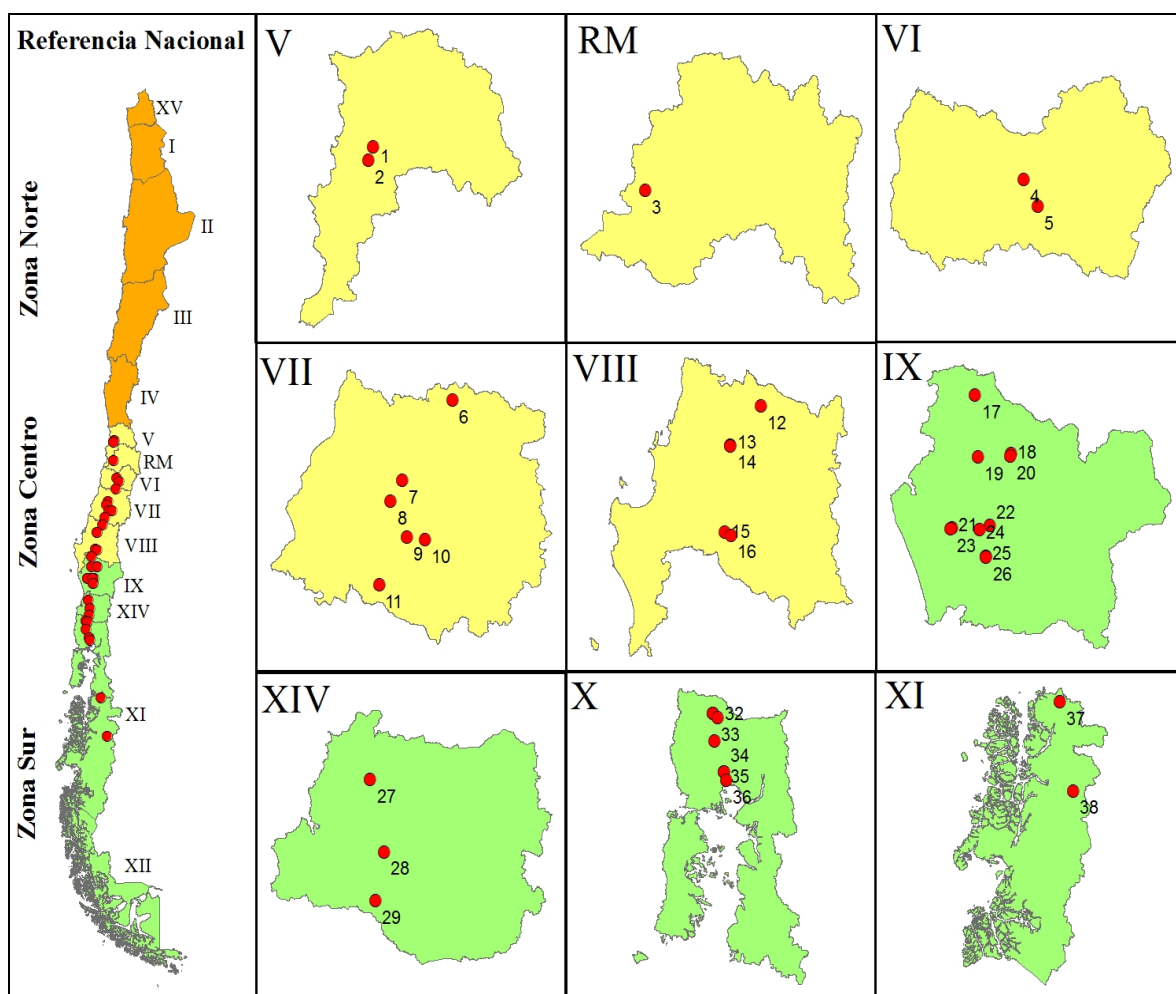 Referencia Nacional
Zona Norte
Zona Centro
Zona Sur
XV
I
II
III
IV
V
RM
VI
VII
VIII
IX
XIV
XI
XII
V
1
2
RM
3
VI
4
5
VII
6
7
8
9
10
11
VIII
12
13
14
15
16
IX
17
18
19
20
21
22
23
24
25
26
XIV
27
28
29
X
32
33
34
35
36
XI
37
38